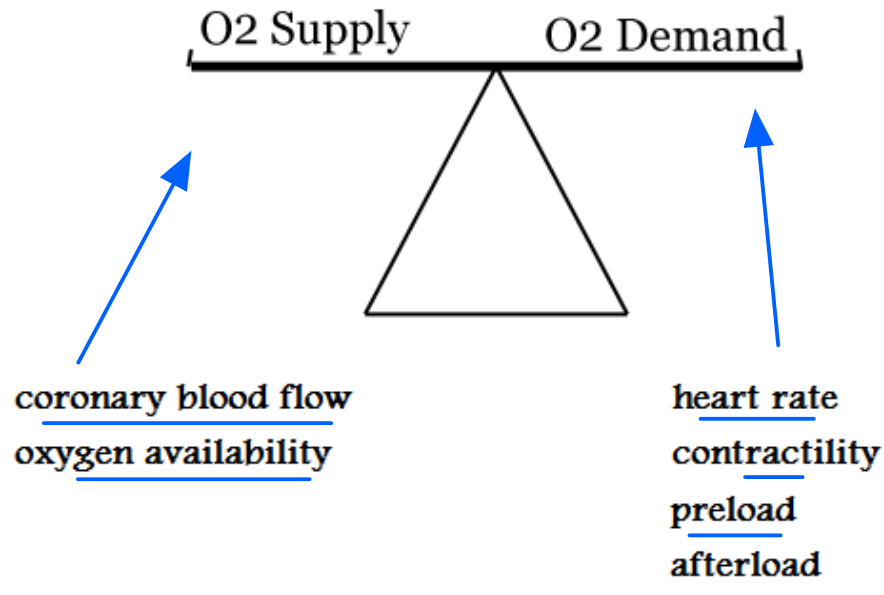 O2 Supply
O2 Demand
coronary blood flow
oxygen availability
heart rate
contractility
preload
afterload